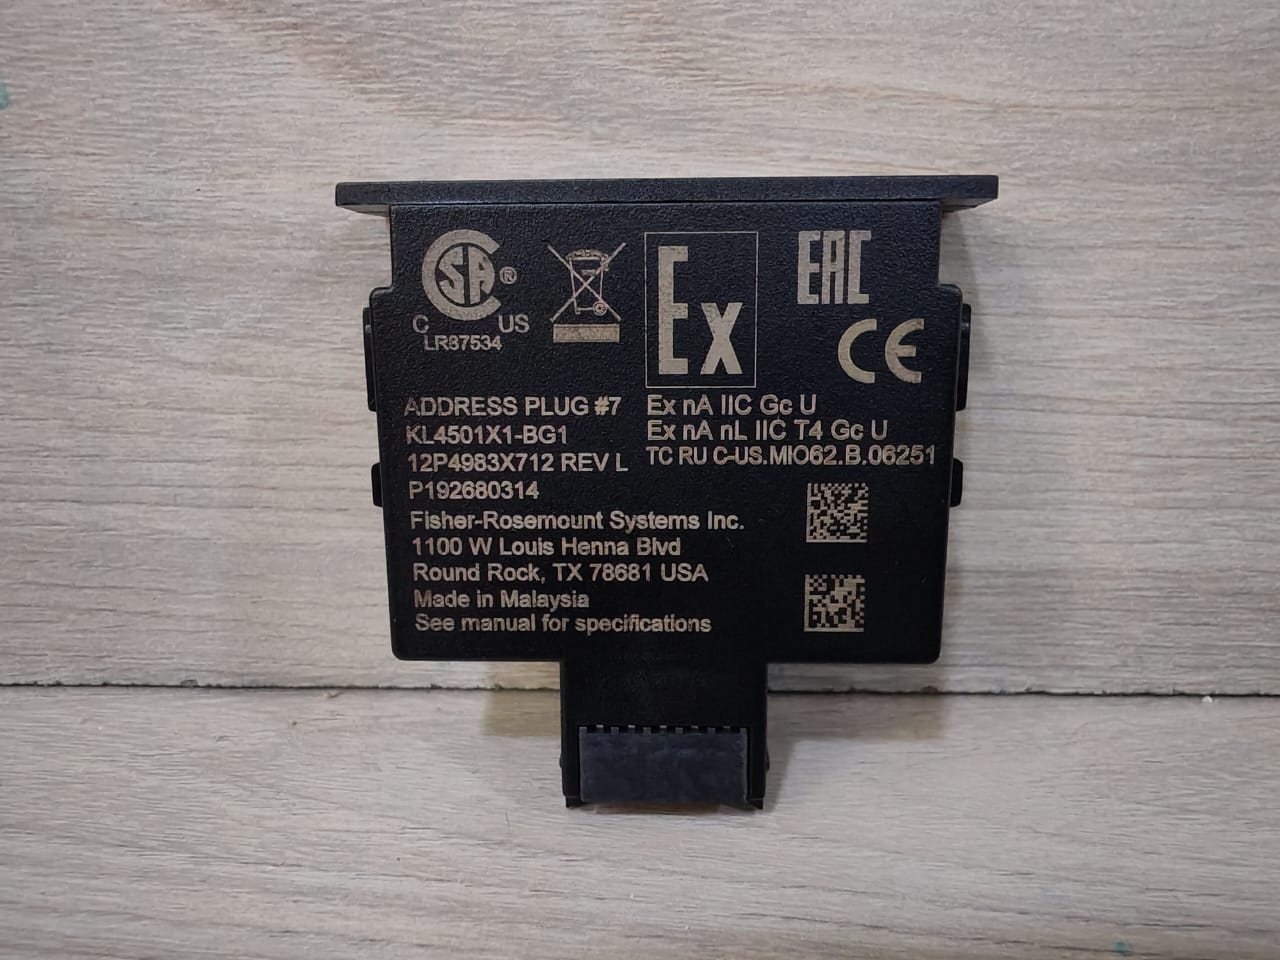 CSA®
C US
LR87534
Ex
EAC
CE
ADDRESS PLUG #7
KL4501X1-BG1
12P4983X712 REV L
P192680314
Ex nA IIC Gc U
Ex nA nL IIC T4 Gc U
TC RU C-US.MIO62.B.06251
Fisher-Rosemount Systems Inc.
1100 W Louis Henna Blvd
Round Rock, TX 78681 USA
Made in Malaysia
See manual for specifications